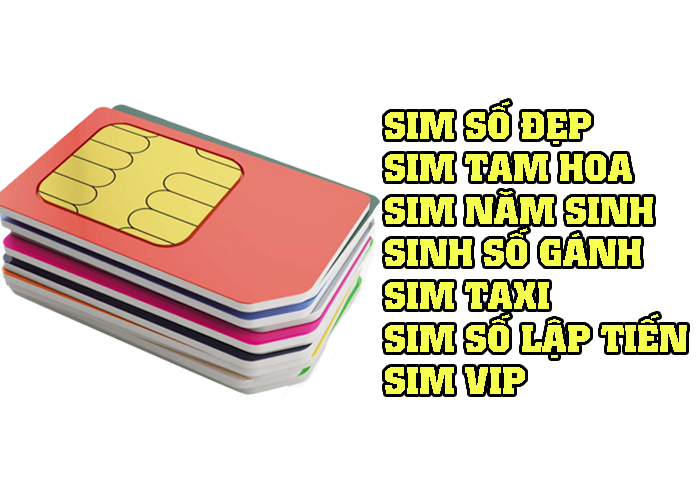 SIM SỐ ĐẸP
SIM TAM HOA
SIM NĂM SINH
SINH SỐ GÁNH
SIM TAXI
SIM SỐ LẬP TIẾN
SIM VIP